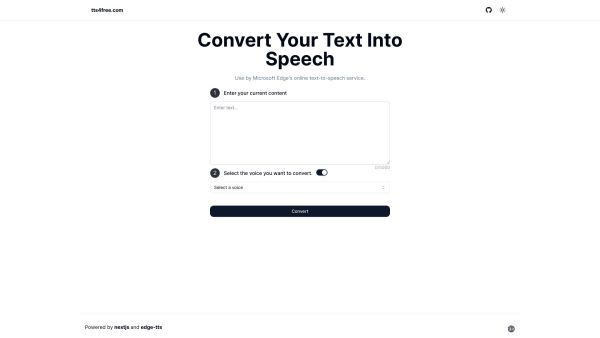 tts4free.com
Convert Your Text Into
Speech
Use by Microsoft Edge's online text-to-speech service.
1 Enter your current content
Enter text...
2 Select the voice you want to convert.
Select a voice
Convert
Powered by nextjs and edge-tts